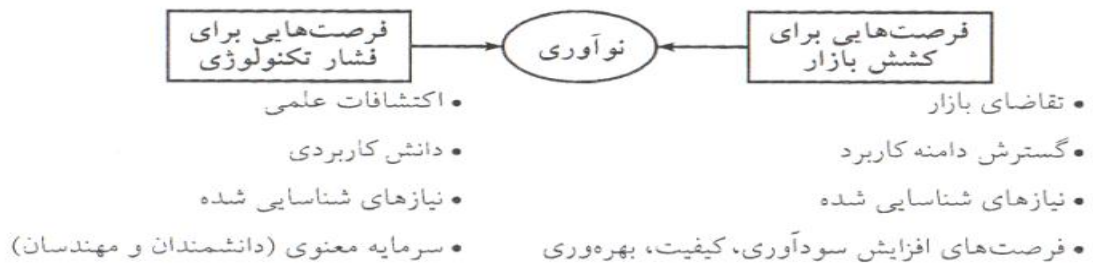 فرصت‌هایی برای کشش بازار
نوآوری
فرصت‌هایی برای فشار تکنولوژی
• تقاضای بازار
• گسترش دامنه کاربرد
• نیازهای شناسایی شده
• فرصت‌های افزایش سودآوری، کیفیت، بهره‌وری
• اکتشافات علمی
• دانش کاربردی
• نیازهای شناسایی شده
• سرمایه معنوی (دانشمندان و مهندسان)